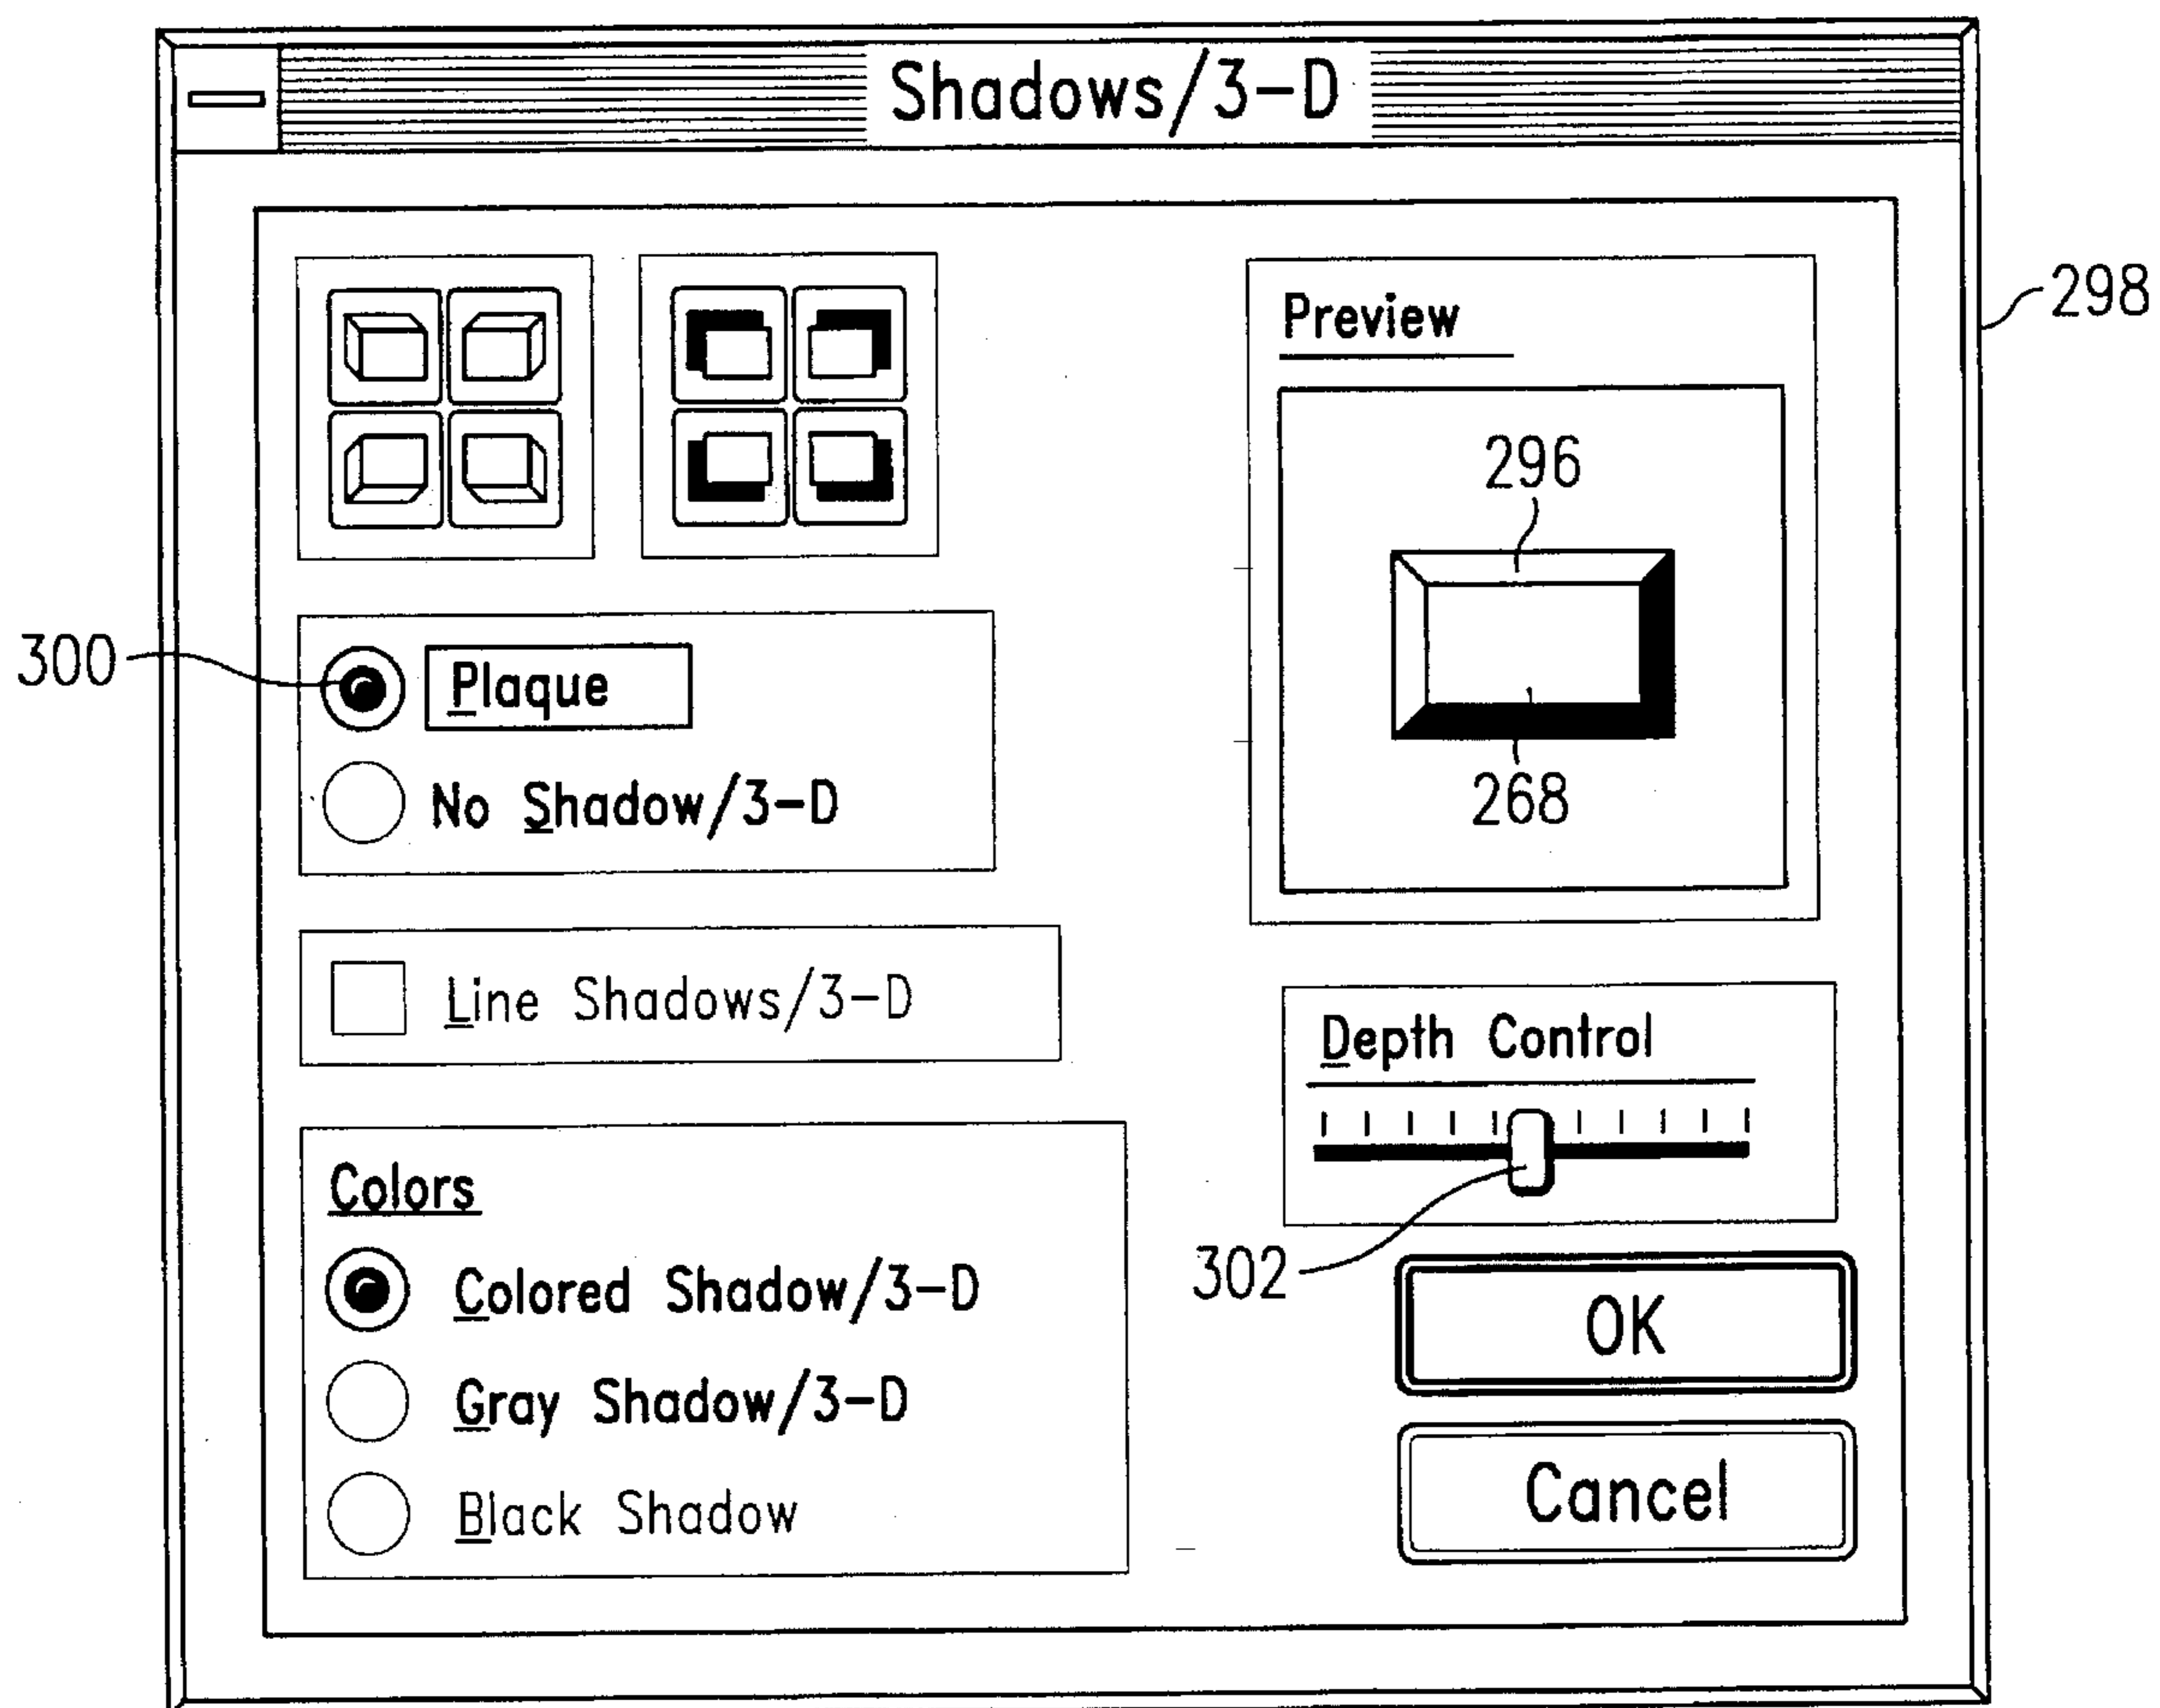 Shadows/3-D
298
Preview
296
268
300
Plaque
No Shadow/3-D
Line Shadows/3-D
Depth Control
302
Colors
Colored Shadow/3-D
Gray Shadow/3-D
Black Shadow
OK
Cancel